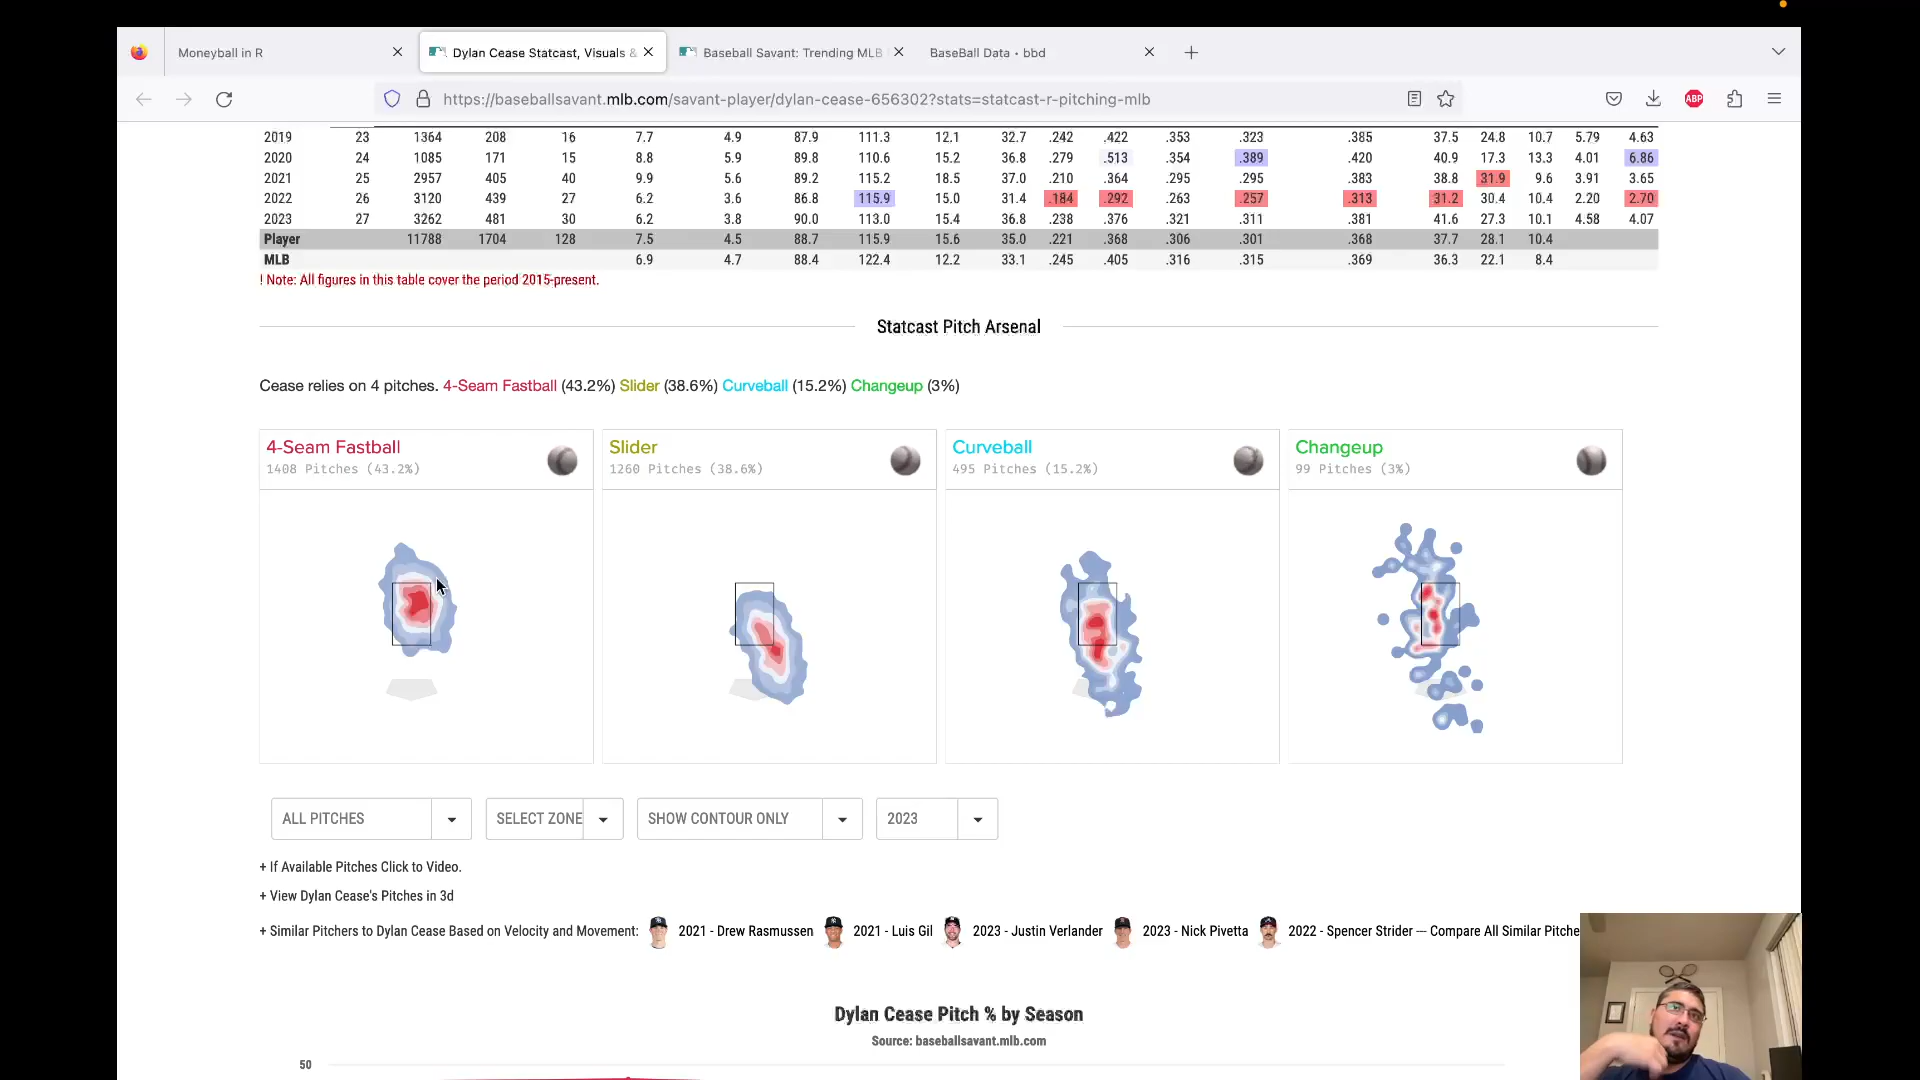 Moneyball in R
Dylan Cease Statcast, Visuals &
Baseball Savant: Trending MLB
BaseBall Data • bbd
https://baseballsavant.mlb.com/savant-player/dylan-cease-656302?stats=statcast-r-pitching-mlb
ABP
2019 23 1364 208 16 7.7 4.9 87.9 111.3 12.1 32.7 .242 .422 .353 .323 .385 37.5 24.8 10.7 5.79 4.63
2020 24 1085 171 15 8.8 5.9 89.8 110.6 15.2 36.8 .279 .513 .354 .389 .420 40.9 17.3 13.3 4.01 6.86
2021 25 2957 405 40 9.9 5.6 89.2 115.2 18.5 37.0 .210 .364 .295 .295 .383 38.8 31.9 9.6 3.91 3.65
2022 26 3120 439 27 6.2 3.6 86.8 115.9 15.0 31.4 .184 .292 .263 .257 .313 31.2 30.4 10.4 2.20 2.70
2023 27 3262 481 30 6.2 3.8 90.0 113.0 15.4 36.8 .238 .376 .321 .311 .381 41.6 27.3 10.1 4.58 4.07
Player 11788 1704 128 7.5 4.5 88.7 115.9 15.6 35.0 .221 .368 .306 .301 .368 37.7 28.1 10.4
MLB 6.9 4.7 88.4 122.4 12.2 33.1 .245 .405 .316 .315 .369 36.3 22.1 8.4
! Note: All figures in this table cover the period 2015-present.
Statcast Pitch Arsenal
Cease relies on 4 pitches. 4-Seam Fastball (43.2%) Slider (38.6%) Curveball (15.2%) Changeup (3%)
4-Seam Fastball
1408 Pitches (43.2%)
Slider
1260 Pitches (38.6%)
Curveball
495 Pitches (15.2%)
Changeup
99 Pitches (3%)
ALL PITCHES
SELECT ZONE
SHOW CONTOUR ONLY
2023
+ If Available Pitches Click to Video.
+ View Dylan Cease's Pitches in 3d
+ Similar Pitchers to Dylan Cease Based on Velocity and Movement: 2021 - Drew Rasmussen 2021 - Luis Gil 2023 - Justin Verlander 2023 - Nick Pivetta 2022 - Spencer Strider --- Compare All Similar Pitche
Dylan Cease Pitch % by Season
Source: baseballsavant.mlb.com
50